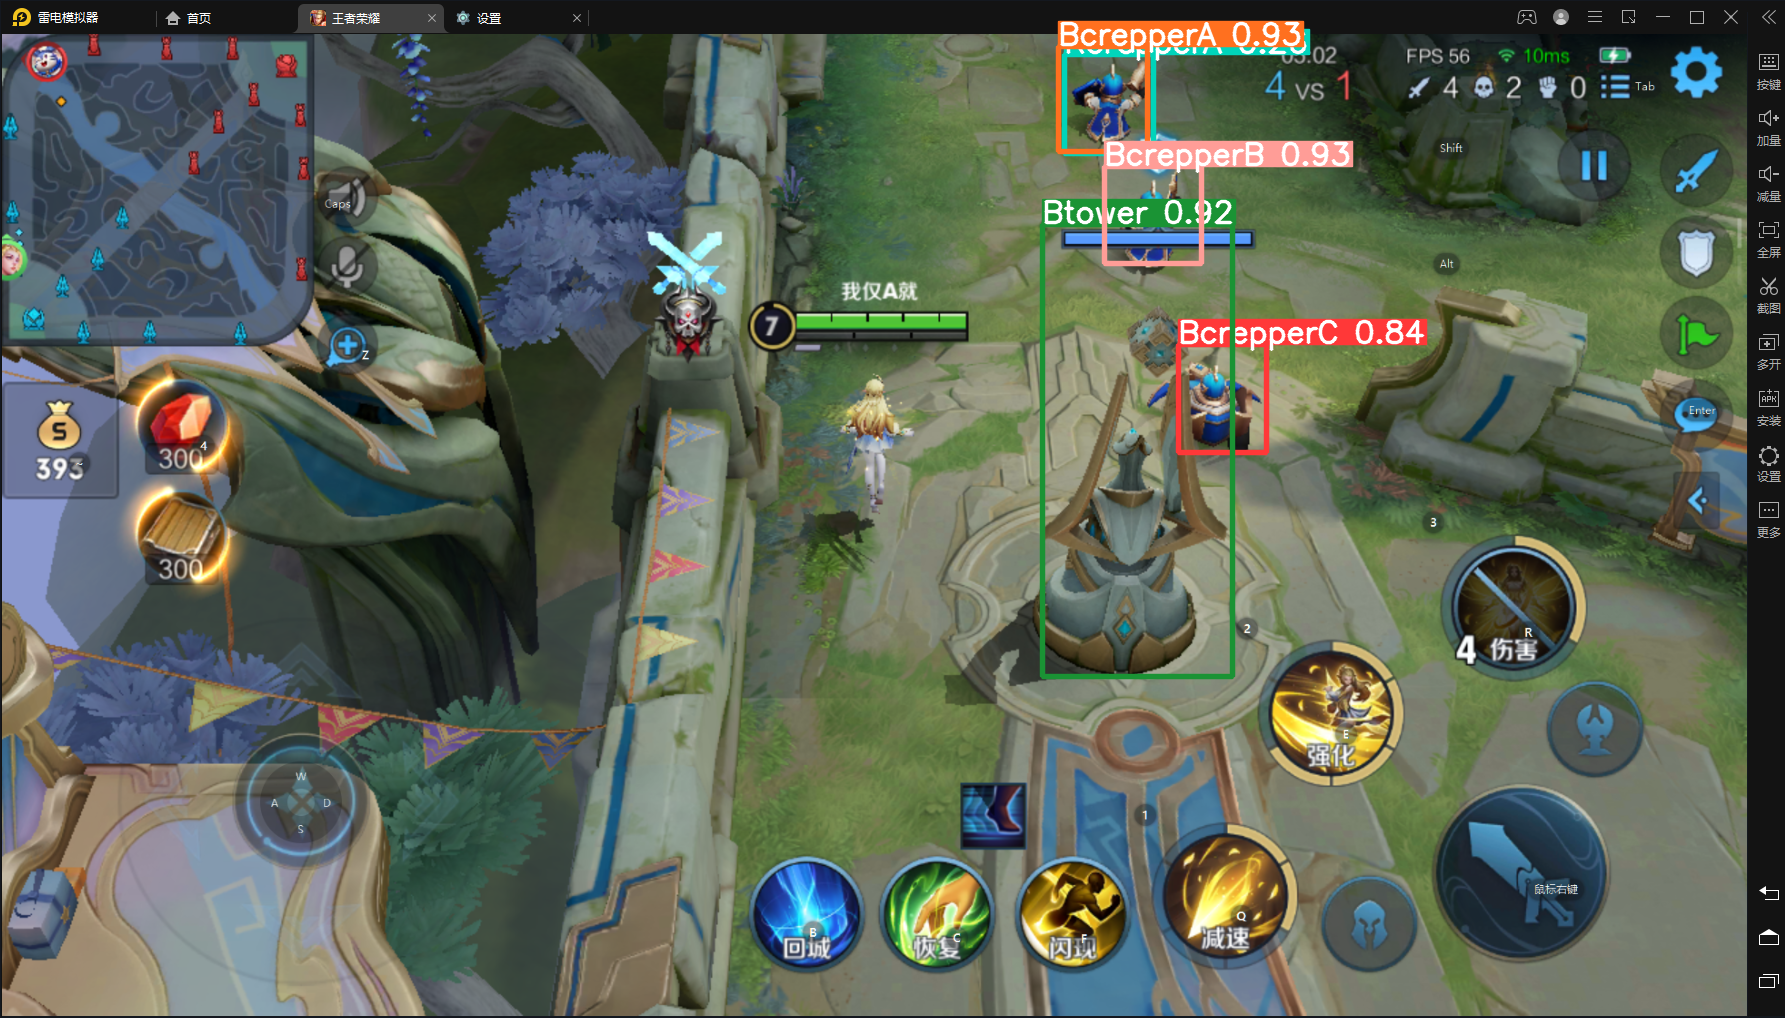 雷电模拟器
首页
王者荣耀
设置
BcrepperA 0.93
4 vs 1
FPS 56
10ms
4
2
0
Tab
按键
加量
减量
全屏
截图
多开
安装
设置
更多
Shift
Caps
BcrepperB 0.93
Btower 0.92
Alt
我仅A就
7
BcrepperC 0.84
Z
Enter
393
4
300
300
3
2
R
4
伤害
E
强化
W
A
D
S
1
B
回城
C
恢复
F
闪现
Q
减速
鼠标右键